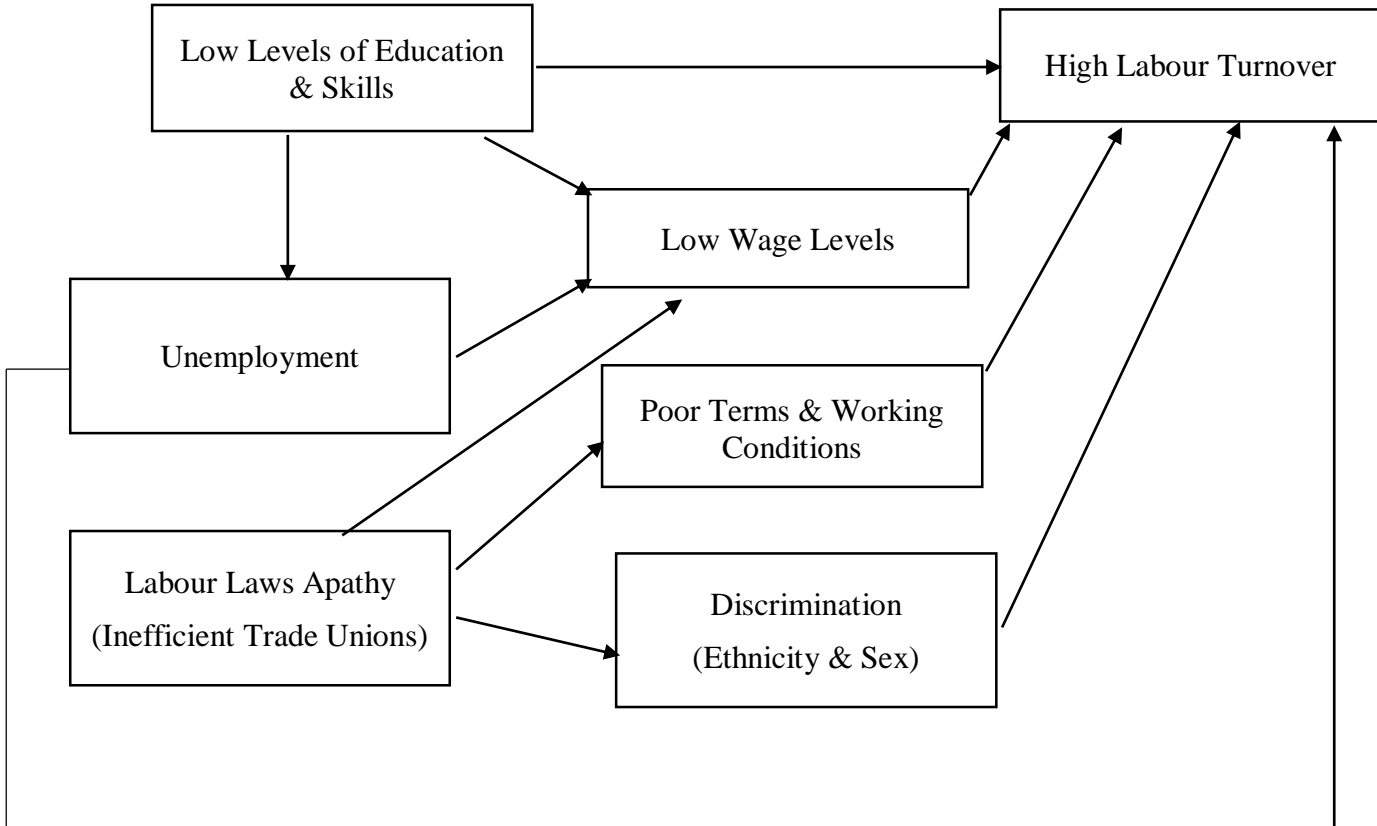 Low Levels of Education
& Skills
High Labour Turnover
Low Wage Levels
Unemployment
Poor Terms & Working
Conditions
Labour Laws Apathy
(Inefficient Trade Unions)
Discrimination
(Ethnicity & Sex)